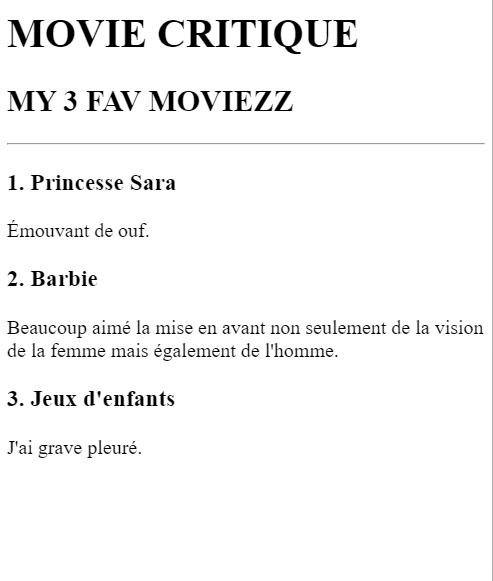 MOVIE CRITIQUE
MY 3 FAV MOVIEZZ
1. Princesse Sara
Émouvant de ouf.
2. Barbie
Beaucoup aimé la mise en avant non seulement de la vision
de la femme mais également de l'homme.
3. Jeux d'enfants
J'ai grave pleuré.